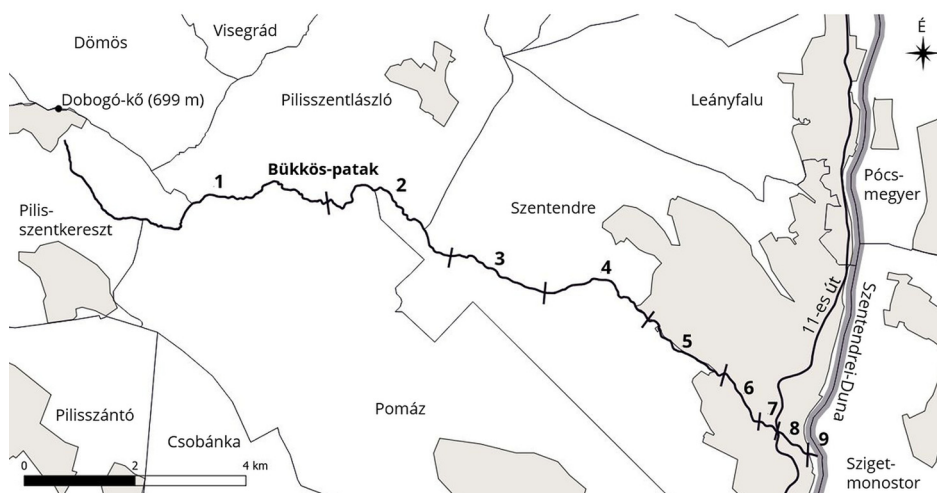 Visegrád
É
Dömös
Dobogó-kő (699 m)
Pilisszentlászló
Leányfalu
Bükkös-patak
1
2
Pócs-
megyer
Pilis-
szentkereszt
Szentendre
3
4
11-es út
Szentendrei-Duna
5
6
7
8
9
Pilisszántó
Pomáz
Csobánka
Sziget-
monostor
0 2 4 km